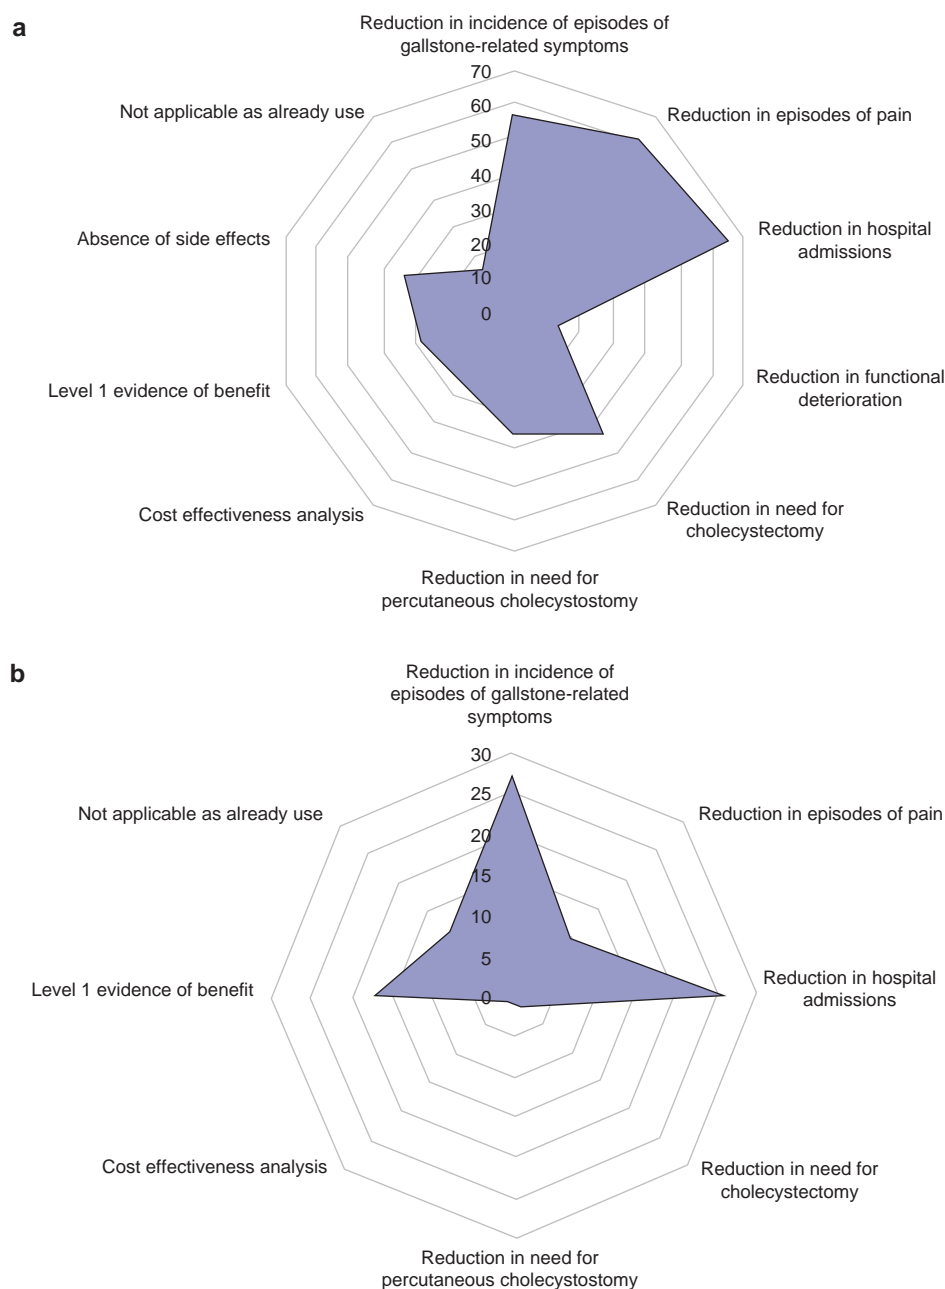 a
Reduction in incidence of episodes of
gallstone-related symptoms
70
60
50
40
30
20
10
0
Reduction in episodes of pain
Reduction in hospital
admissions
Reduction in functional
deterioration
Reduction in need for
cholecystectomy
Reduction in need for
percutaneous cholecystostomy
Cost effectiveness analysis
Level 1 evidence of benefit
Absence of side effects
Not applicable as already use
b
Reduction in incidence of
episodes of gallstone-related
symptoms
30
25
20
15
10
5
0
Reduction in episodes of pain
Reduction in hospital
admissions
Reduction in need for
cholecystectomy
Reduction in need for
percutaneous cholecystostomy
Cost effectiveness analysis
Level 1 evidence of benefit
Not applicable as already use